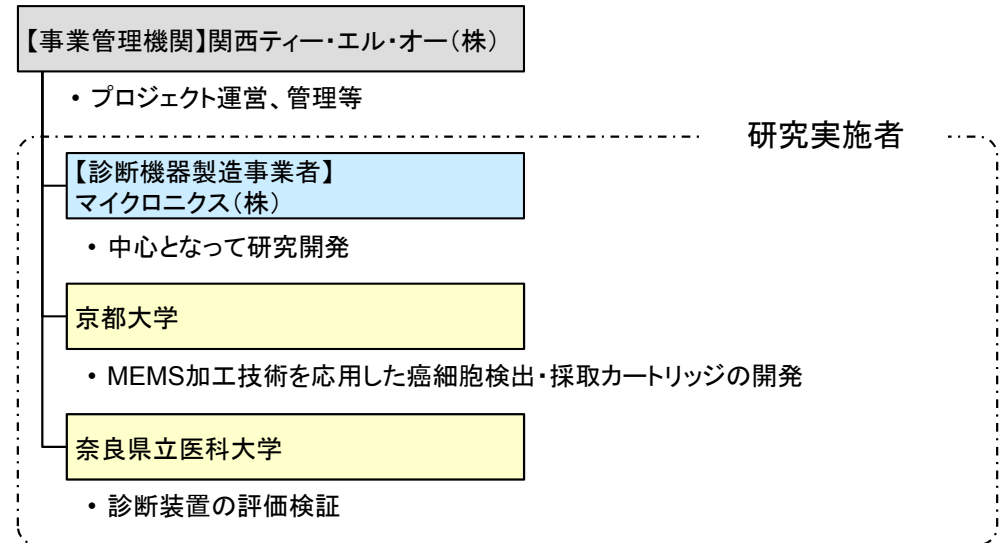 【事業管理機関】関西ティー・エル・オー(株)
• プロジェクト運営、管理等
研究実施者
【診断機器製造事業者】
マイクロニクス(株)
• 中心となって研究開発
京都大学
• MEMS加工技術を応用した癌細胞検出・採取カートリッジの開発
奈良県立医科大学
• 診断装置の評価検証